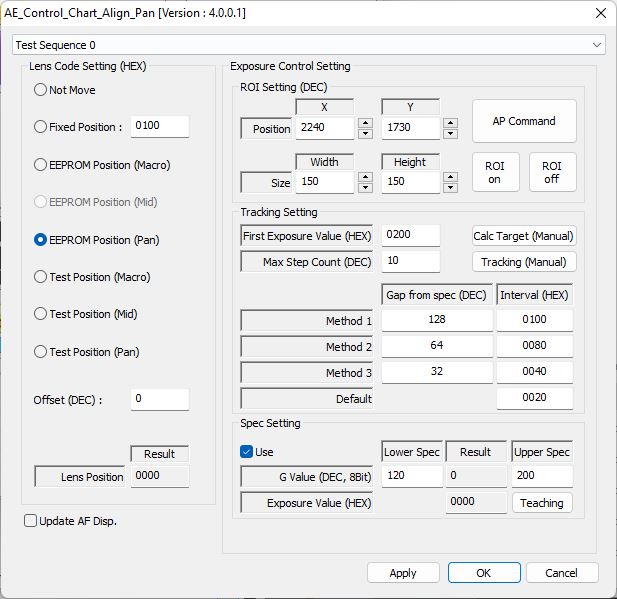 AE_Control_Chart_Align_Pan [Version : 4.0.0.1]
Test Sequence 0
Lens Code Setting (HEX)
Not Move
Fixed Position : 0100
EEPROM Position (Macro)
EEPROM Position (Mid)
EEPROM Position (Pan)
Test Position (Macro)
Test Position (Mid)
Test Position (Pan)
Offset (DEC) : 0
Result
Lens Position 0000
Update AF Disp.
Exposure Control Setting
ROI Setting (DEC)
X Y
Position 2240 1730
AP Command
Width Height
Size 150 150
ROI on
ROI off
Tracking Setting
First Exposure Value (HEX) 0200 Calc Target (Manual)
Max Step Count (DEC) 10 Tracking (Manual)
Gap from spec (DEC) Interval (HEX)
Method 1 128 0100
Method 2 64 0080
Method 3 32 0040
Default 0020
Spec Setting
Use Lower Spec Result Upper Spec
G Value (DEC, 8Bit) 120 0 200
Exposure Value (HEX) 0000 Teaching
Apply OK Cancel